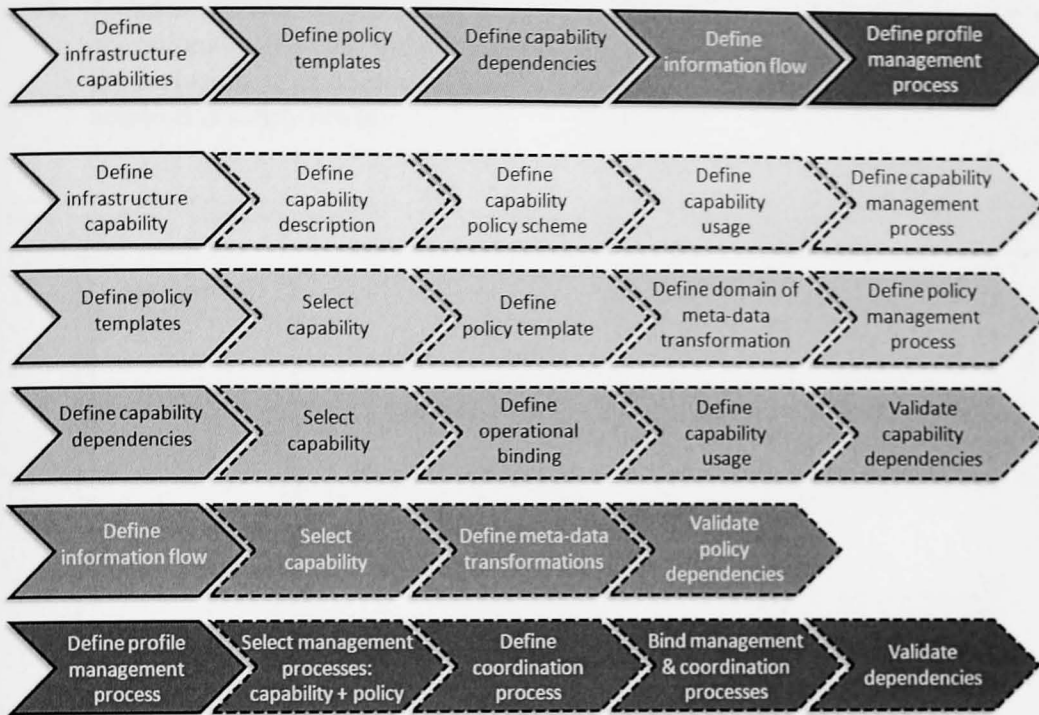 Define
infrastructure
capabilities
Define policy
templates
Define capability
dependencies
Define
information flow
Define profile
management
process
Define
infrastructure
capability
Define
capability
description
Define
capability
policy scheme
Define
capability
usage
Define capability
management
process
Define policy
templates
Select
capability
Define
policy template
Define domain of
meta-data
transformation
Define policy
management
process
Define capability
dependencies
Select
capability
Define
operational
binding
Define
capability
usage
Validate
capability
dependencies
Define
information flow
Select
capability
Define meta-data
transformations
Validate
policy
dependencies
Define profile
management
process
Select management
processes:
capability + policy
Define
coordination
process
Bind management
& coordination
processes
Validate
dependencies